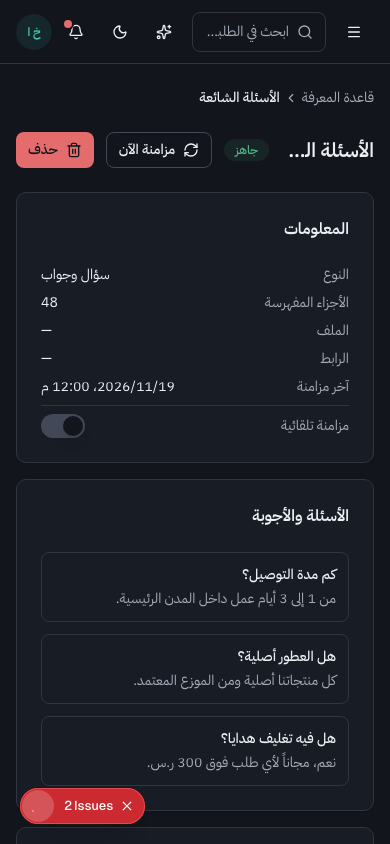 ابحث في الطلبـ...
خ ا
قاعدة المعرفة › الأسئلة الشائعة
الأسئلة الـ...
جاهز
مزامنة الآن
حذف
المعلومات
النوع سؤال وجواب
الأجزاء المفهرسة 48
الملف —
الرابط —
آخر مزامنة 2026/11/19، 12:00 م
مزامنة تلقائية
الأسئلة والأجوبة
كم مدة التوصيل؟
من 1 إلى 3 أيام عمل داخل المدن الرئيسية.
هل العطور أصلية؟
كل منتجاتنا أصلية ومن الموزع المعتمد.
هل فيه تغليف هدايا؟
نعم، مجاناً لأي طلب فوق 300 ر.س.
2 Issues